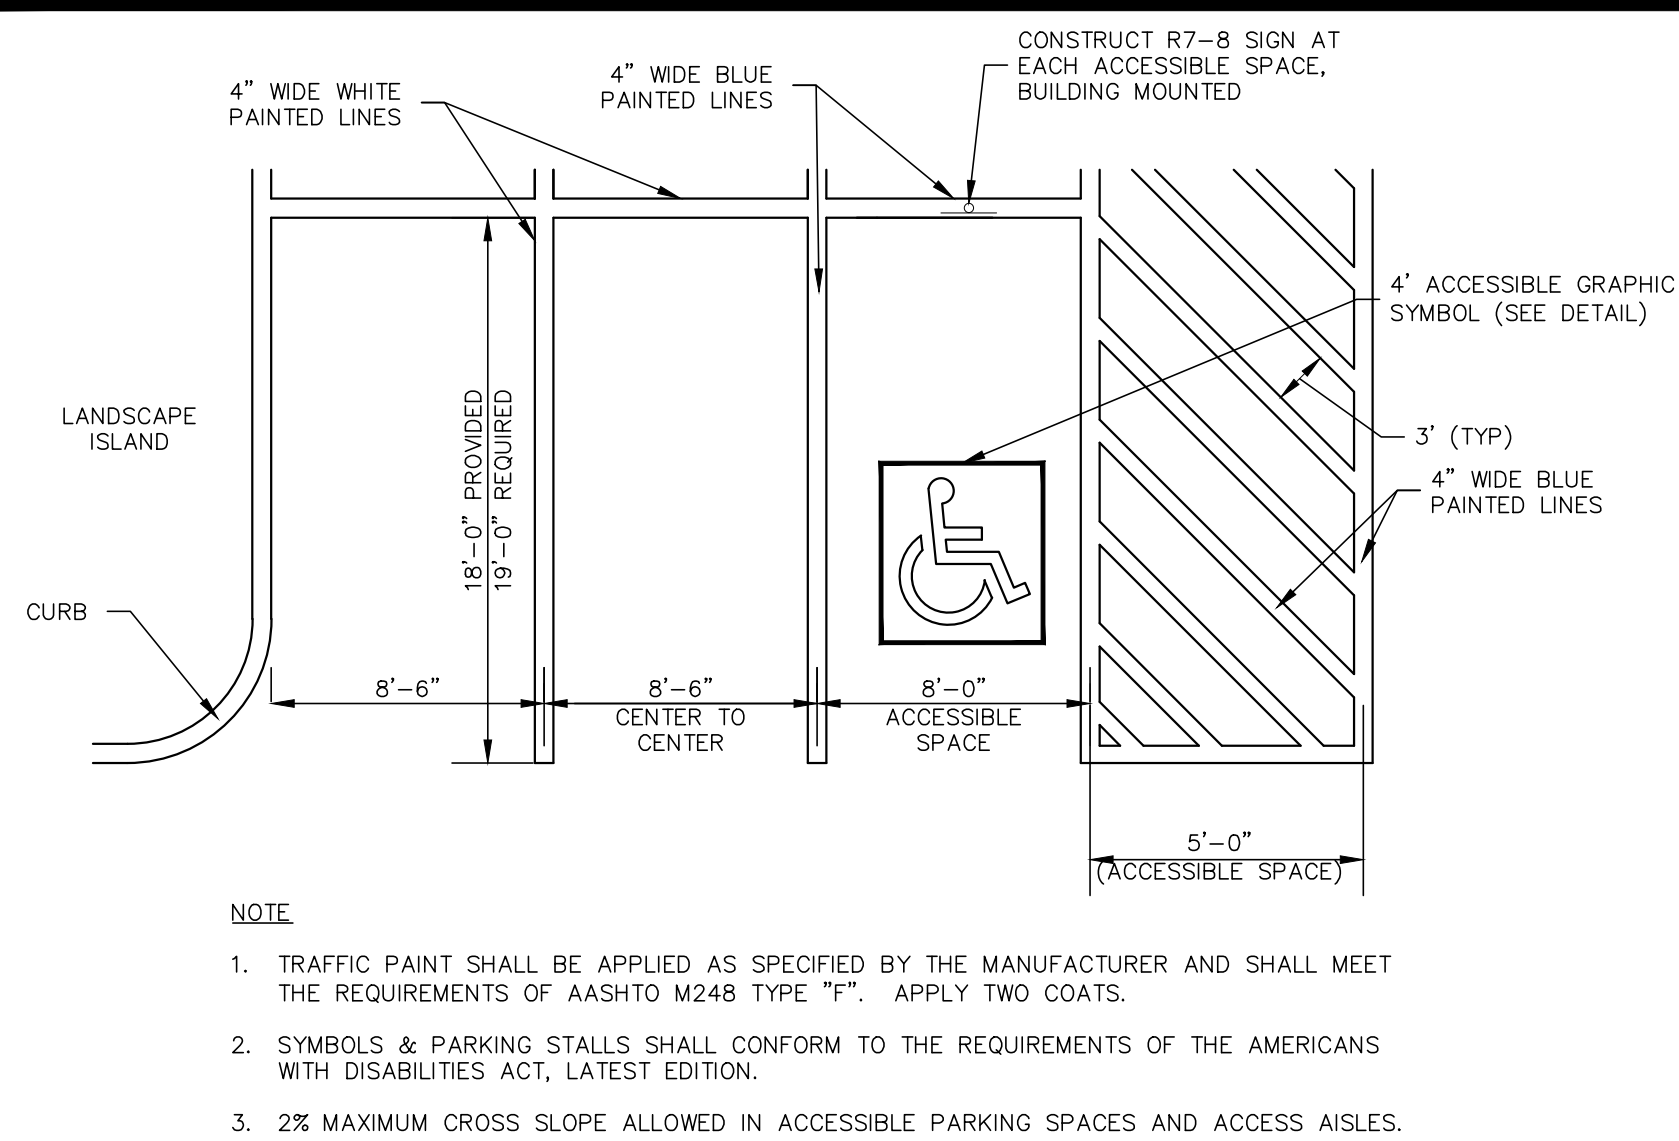 CONSTRUCT R7-8 SIGN AT
EACH ACCESSIBLE SPACE,
BUILDING MOUNTED
4" WIDE BLUE
PAINTED LINES
4" WIDE WHITE
PAINTED LINES
4' ACCESSIBLE GRAPHIC
SYMBOL (SEE DETAIL)
LANDSCAPE
ISLAND
18'-0" PROVIDED
19'-0" REQUIRED
3' (TYP)
4" WIDE BLUE
PAINTED LINES
CURB
8'-6"
8'-6"
CENTER TO
CENTER
8'-0"
ACCESSIBLE
SPACE
5'-0"
(ACCESSIBLE SPACE)
NOTE
1. TRAFFIC PAINT SHALL BE APPLIED AS SPECIFIED BY THE MANUFACTURER AND SHALL MEET
THE REQUIREMENTS OF AASHTO M248 TYPE "F". APPLY TWO COATS.
2. SYMBOLS & PARKING STALLS SHALL CONFORM TO THE REQUIREMENTS OF THE AMERICANS
WITH DISABILITIES ACT, LATEST EDITION.
3. 2% MAXIMUM CROSS SLOPE ALLOWED IN ACCESSIBLE PARKING SPACES AND ACCESS AISLES.